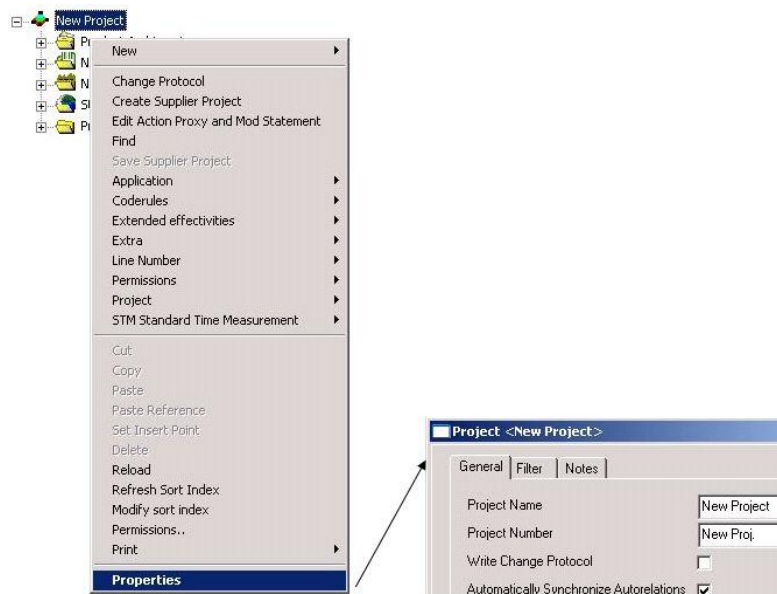 New Project
New
Change Protocol
Create Supplier Project
Edit Action Proxy and Mod Statement
Find
Save Supplier Project
Application
Coderules
Extended effectivities
Extra
Line Number
Permissions
Project
STM Standard Time Measurement
Cut
Copy
Paste
Paste Reference
Set Insert Point
Delete
Reload
Refresh Sort Index
Modify sort index
Permissions..
Print
Properties
Project <New Project>
General Filter Notes
Project Name New Project
Project Number New Proj.
Write Change Protocol
Automatically Synchronize Autorelations